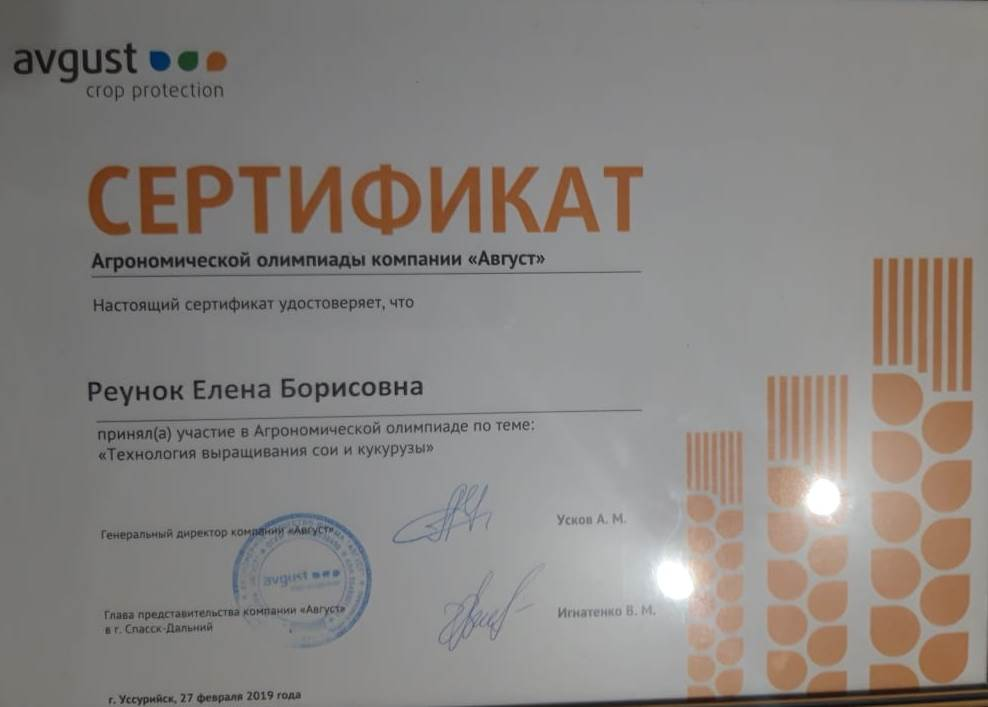 avgust
crop protection
СЕРТИФИКАТ
Агрономической олимпиады компании «Август»
Настоящий сертификат удостоверяет, что
Реунок Елена Борисовна
принял(а) участие в Агрономической олимпиаде по теме:
«Технология выращивания сои и кукурузы»
Генеральный директор компании «Август»
Усков А. М.
avgust
Глава представительства компании «Август»
в г. Спасск-Дальний
Игнатенко В. М.
г. Уссурийск, 27 февраля 2019 года